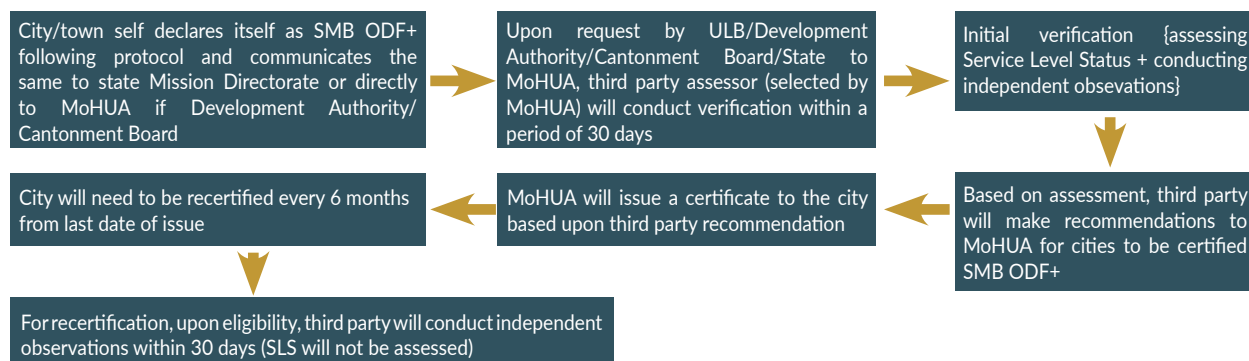 City/town self declares itself as SMB ODF+
following protocol and communicates the
same to state Mission Directorate or directly
to MoHUA if Development Authority/
Cantonment Board
Upon request by ULB/Development
Authority/Cantonment Board/State to
MoHUA, third party assessor (selected by
MoHUA) will conduct verification within a
period of 30 days
Initial verification {assessing
Service Level Status + conducting
independent obsevations}
Based on assessment, third party
will make recommendations to
MoHUA for cities to be certified
SMB ODF+
MoHUA will issue a certificate to the city
based upon third party recommendation
City will need to be recertified every 6 months
from last date of issue
For recertification, upon eligibility, third party will conduct independent
observations within 30 days (SLS will not be assessed)